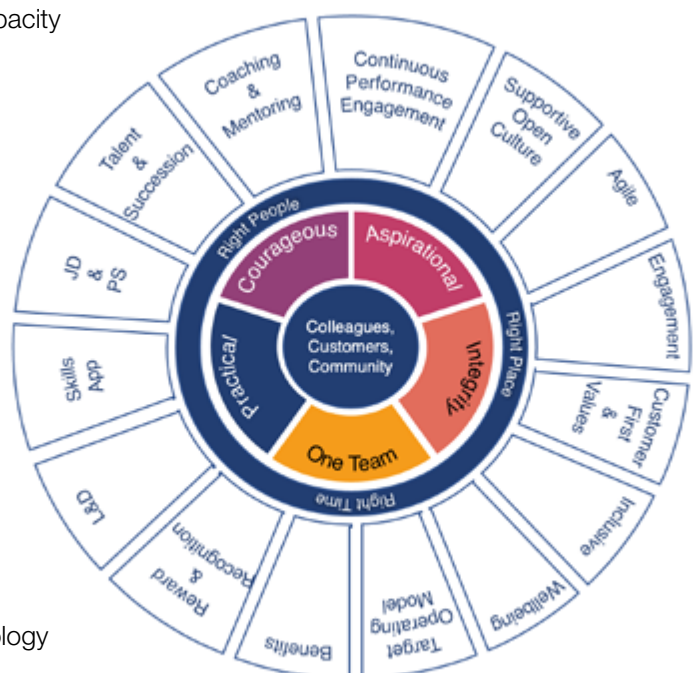 pacity
Continuous
Performance
Engagement
Supportive
Open
Culture
Agile
Engagement
Customer
First
&
Values
Inclusive
Wellbeing
Target
Operating
Model
Benefits
Reward
&
Recognition
L&D
Skills
App
JD
&
PS
Talent
&
Succession
Coaching
&
Mentoring
Right People
Right Place
Right Time
Courageous
Aspirational
Integrity
One Team
Practical
Colleagues,
Customers,
Community
ology